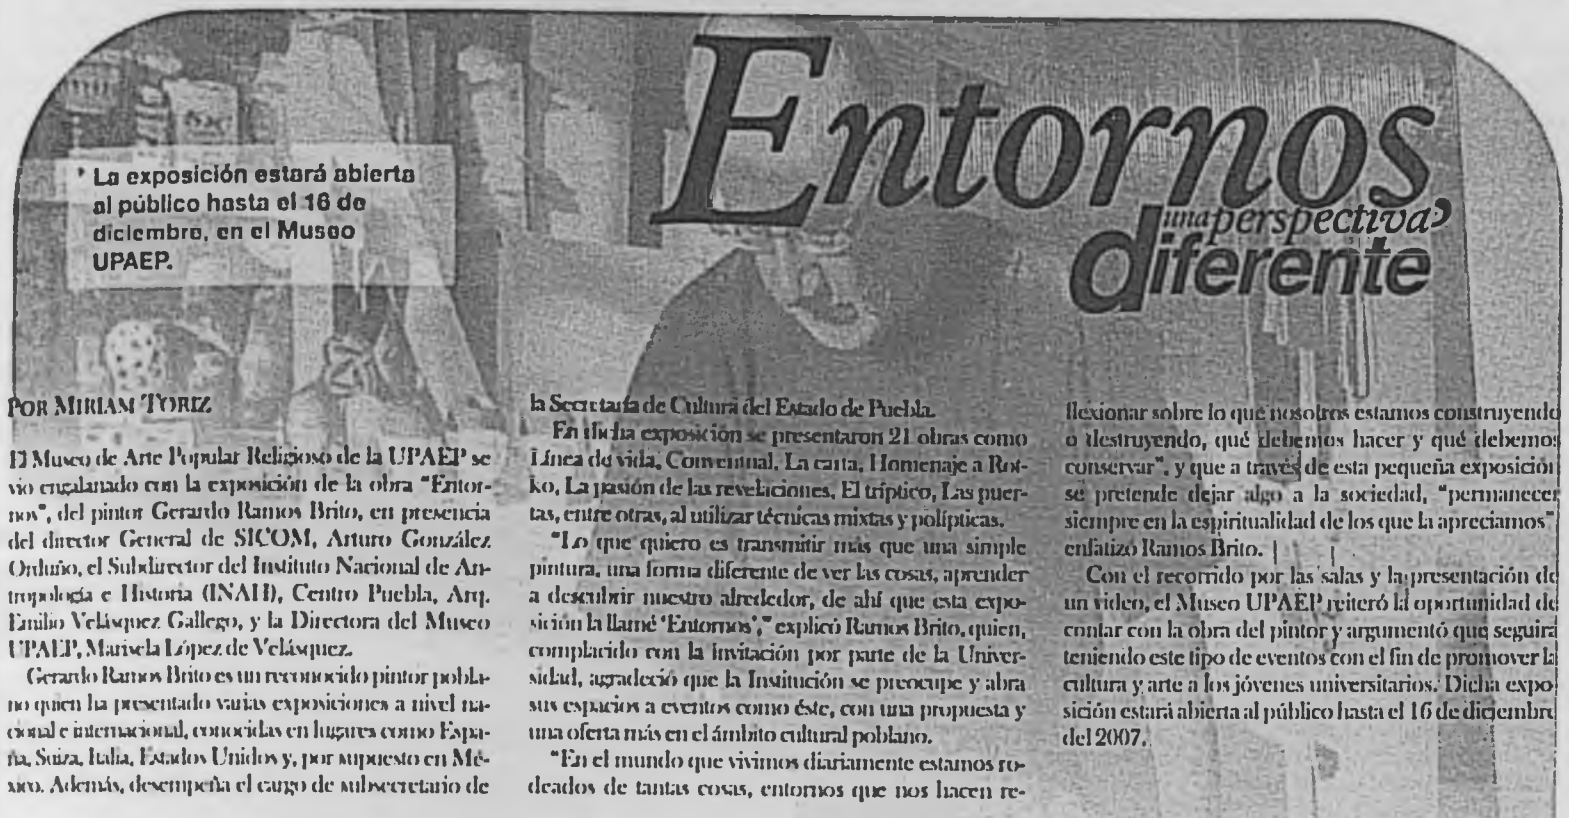 Entornos,
una perspectiva
diferente
* La exposición estará abierta
al público hasta el 16 de
diciembre, en el Museo
UPAEP.
POR MIRIAM TORIZ
El Museo de Arte Popular Religioso de la UPAEP se
vio engalanado con la exposición de la obra "Entor-
nos", del pintor Gerardo Ramos Brito, en presencia
del director General de SICOM, Arturo González
Orduño, el Subdirector del Instituto Nacional de An-
tropología e Historia (INAH), Centro Puebla, Arq.
Emilio Velásquez Gallego, y la Directora del Museo
UPAEP, Marisela López de Velásquez.
Gerardo Ramos Brito es un reconocido pintor pobla-
no quien ha presentado varias exposiciones a nivel na-
cional e internacional, conocidas en lugares como Espa-
ña, Suiza, Italia, Estados Unidos y, por supuesto en Mé-
xico. Además, desempeña el cargo de subsecretario de
la Secretaría de Cultura del Estado de Puebla.
En dicha exposición se presentaron 21 obras como
Línea de vida, Conventual, La carta, Homenaje a Rot-
ko, La pasión de las revelaciones, El tríptico, Las puer-
tas, entre otras, al utilizar técnicas mixtas y polípticas.
"Lo que quiero es transmitir más que una simple
pintura, una forma diferente de ver las cosas, aprender
a descubrir nuestro alrededor, de ahí que esta expo-
sición la llamé 'Entornos'," explicó Ramos Brito, quien,
complacido con la invitación por parte de la Univer-
sidad, agradeció que la Institución se preocupe y abra
sus espacios a eventos como éste, con una propuesta y
una oferta más en el ámbito cultural poblano.
"En el mundo que vivimos diariamente estamos ro-
deados de tantas cosas, entornos que nos hacen re-
flexionar sobre lo que nosotros estamos construyendo
o destruyendo, qué debemos hacer y qué debemos
conservar", y que a través de esta pequeña exposición
se pretende dejar algo a la sociedad, "permanecer
siempre en la espiritualidad de los que la apreciamos"
enfatizó Ramos Brito.
Con el recorrido por las salas y la presentación de
un video, el Museo UPAEP reiteró la oportunidad de
contar con la obra del pintor y argumentó que seguirá
teniendo este tipo de eventos con el fin de promover la
cultura y arte a los jóvenes universitarios. Dicha expo-
sición estará abierta al público hasta el 16 de diciembre
del 2007.